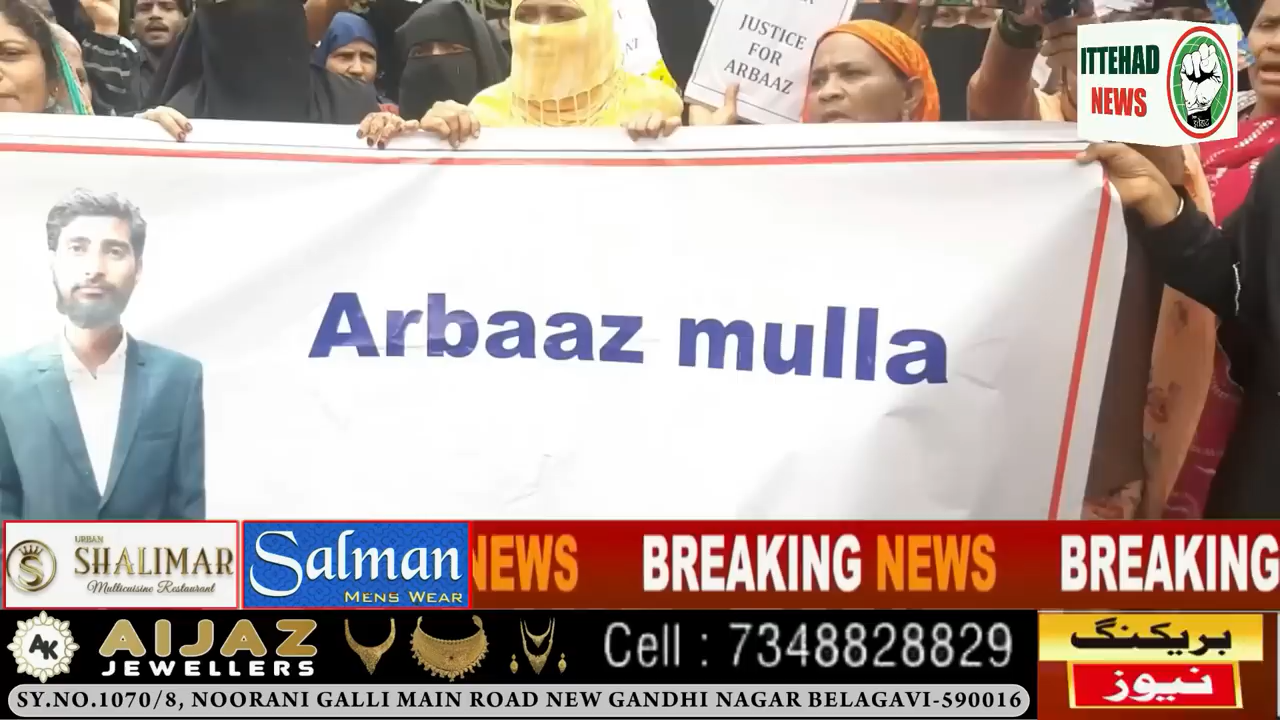 JUSTICE
FOR
ARBAAZ
ITTEHAD
NEWS
Arbaaz mulla
URBAN
SHALIMAR
Multicuisine Restaurant
Salman
MENS WEAR
NEWS BREAKING NEWS BREAKING
AK
AIJAZ
JEWELLERS
Cell : 7348828829
بریکنگ
نیوز
SY.NO.1070/8, NOORANI GALLI MAIN ROAD NEW GANDHI NAGAR BELAGAVI-590016